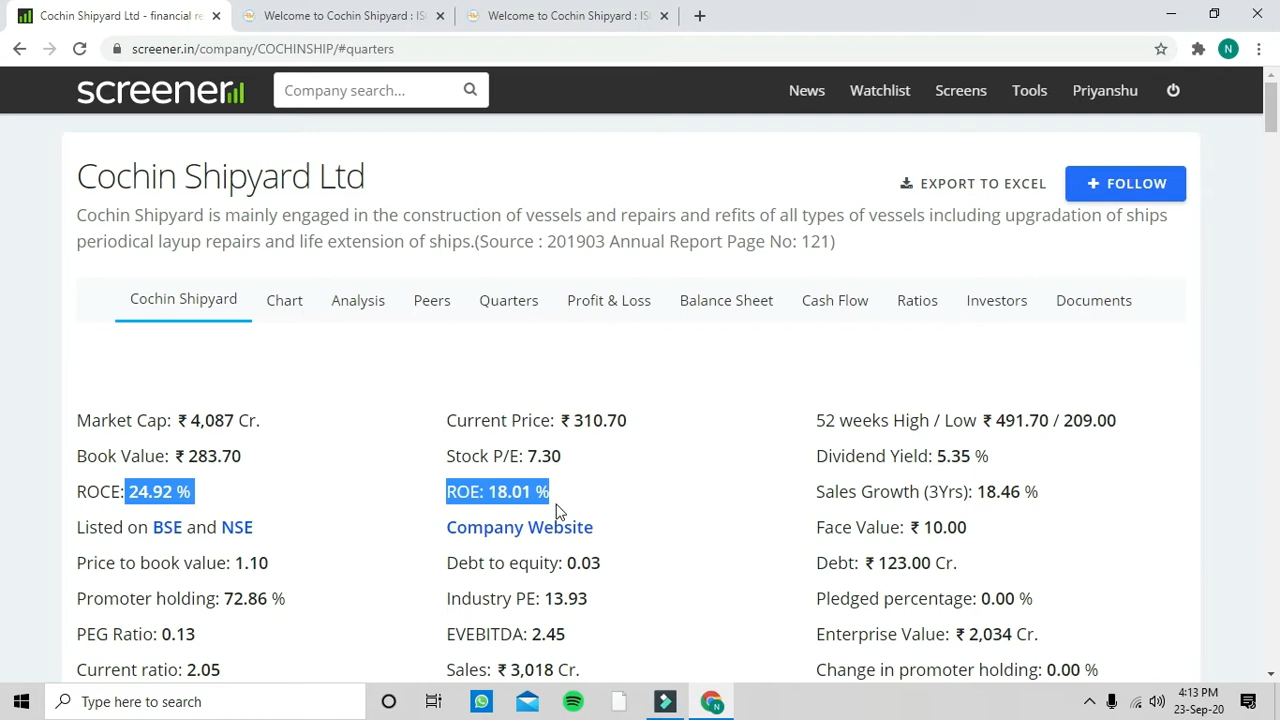 Cochin Shipyard Ltd - financial re
Welcome to Cochin Shipyard : IS
Welcome to Cochin Shipyard : IS
screener.in/company/COCHINSHIP/#quarters
N
screener
Company search...
News
Watchlist
Screens
Tools
Priyanshu
Cochin Shipyard Ltd
EXPORT TO EXCEL
FOLLOW
Cochin Shipyard is mainly engaged in the construction of vessels and repairs and refits of all types of vessels including upgradation of ships
periodical layup repairs and life extension of ships.(Source : 201903 Annual Report Page No: 121)
Cochin Shipyard
Chart
Analysis
Peers
Quarters
Profit & Loss
Balance Sheet
Cash Flow
Ratios
Investors
Documents
Market Cap: ₹ 4,087 Cr.
Current Price: ₹ 310.70
52 weeks High / Low ₹ 491.70 / 209.00
Book Value: ₹ 283.70
Stock P/E: 7.30
Dividend Yield: 5.35 %
ROCE: 24.92 %
ROE: 18.01 %
Sales Growth (3Yrs): 18.46 %
Listed on BSE and NSE
Company Website
Face Value: ₹ 10.00
Price to book value: 1.10
Debt to equity: 0.03
Debt: ₹ 123.00 Cr.
Promoter holding: 72.86 %
Industry PE: 13.93
Pledged percentage: 0.00 %
PEG Ratio: 0.13
EVEBITDA: 2.45
Enterprise Value: ₹ 2,034 Cr.
Current ratio: 2.05
Sales: ₹ 3,018 Cr.
Change in promoter holding: 0.00 %
Type here to search
N
4:13 PM
23-Sep-20